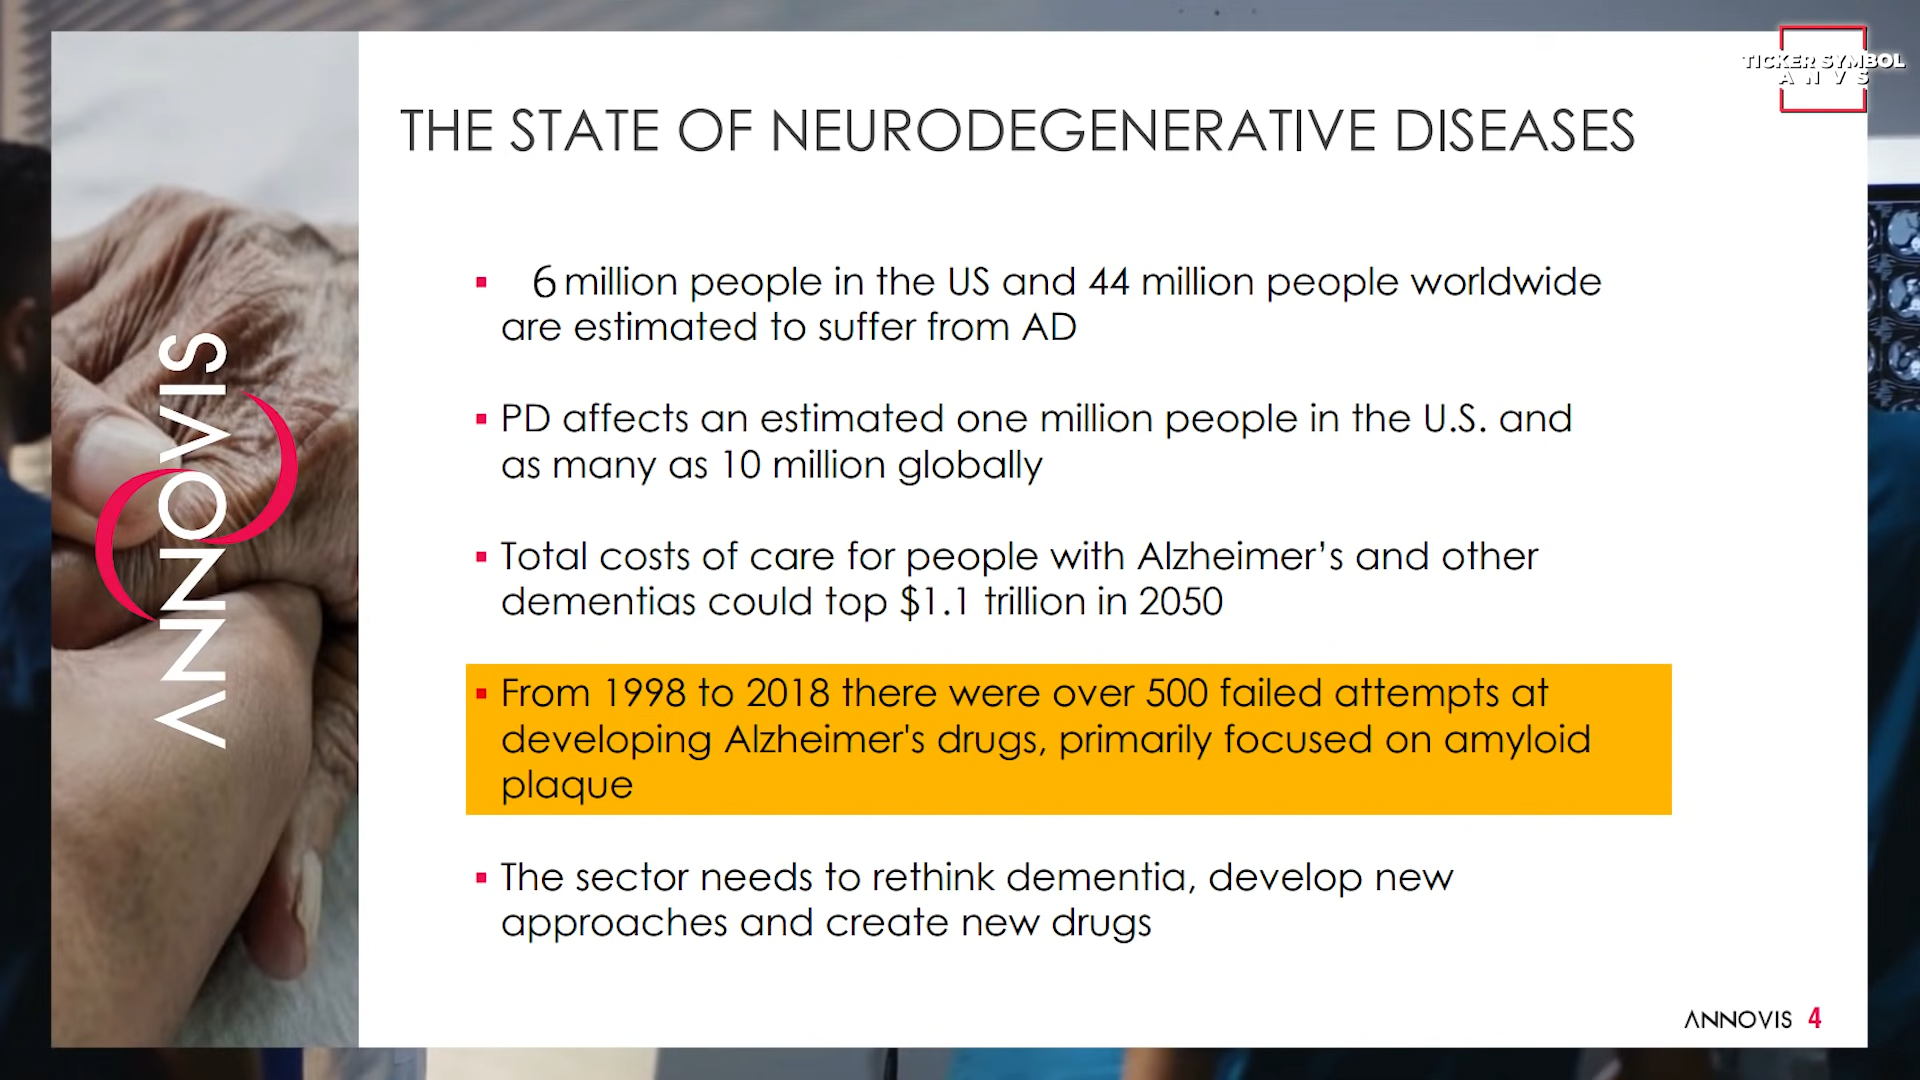 TICKER SYMBOL
ANVS
THE STATE OF NEURODEGENERATIVE DISEASES
ANNOVIS
▪ 6 million people in the US and 44 million people worldwide
are estimated to suffer from AD
▪ PD affects an estimated one million people in the U.S. and
as many as 10 million globally
▪ Total costs of care for people with Alzheimer’s and other
dementias could top $1.1 trillion in 2050
▪ From 1998 to 2018 there were over 500 failed attempts at
developing Alzheimer's drugs, primarily focused on amyloid
plaque
▪ The sector needs to rethink dementia, develop new
approaches and create new drugs
ANNOVIS 4